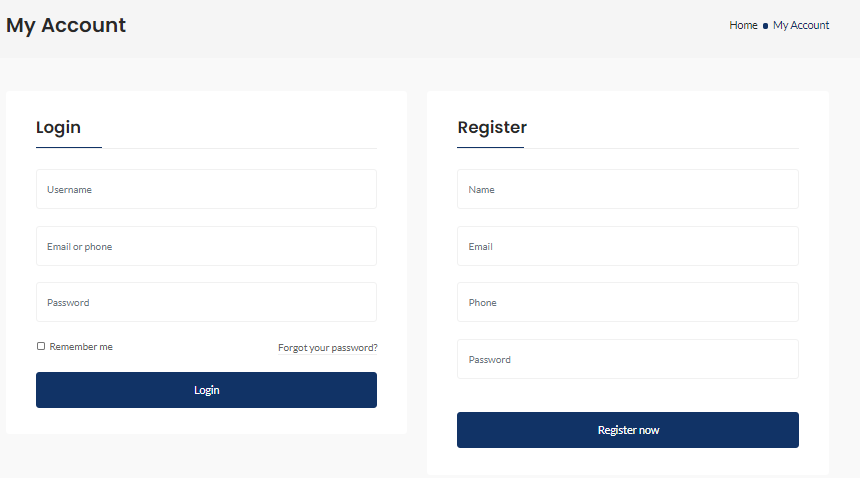 My Account
Home My Account
Login
Username
Email or phone
Password
Remember me Forgot your password?
Login
Register
Name
Email
Phone
Password
Register now